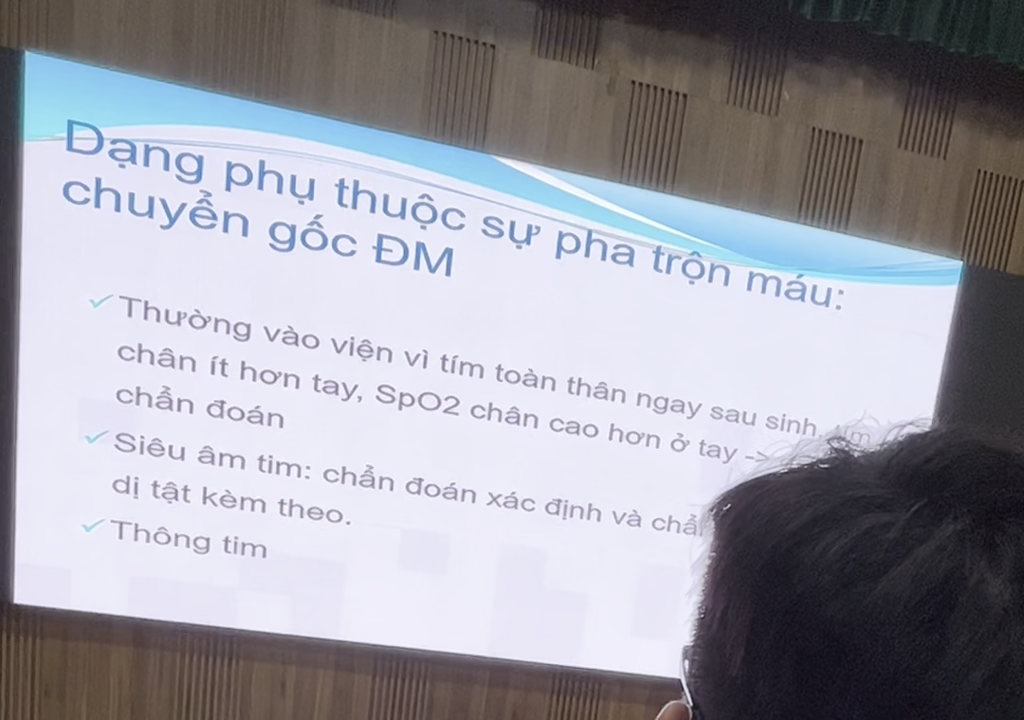 Dạng phụ thuộc sự pha trộn máu:
chuyển gốc ĐM
✓ Thường vào viện vì tím toàn thân ngay sau sinh
chân ít hơn tay, SpO2 chân cao hơn ở tay ->
chẩn đoán
✓ Siêu âm tim: chẩn đoán xác định và
dị tật kèm theo.
✓ Thông tim